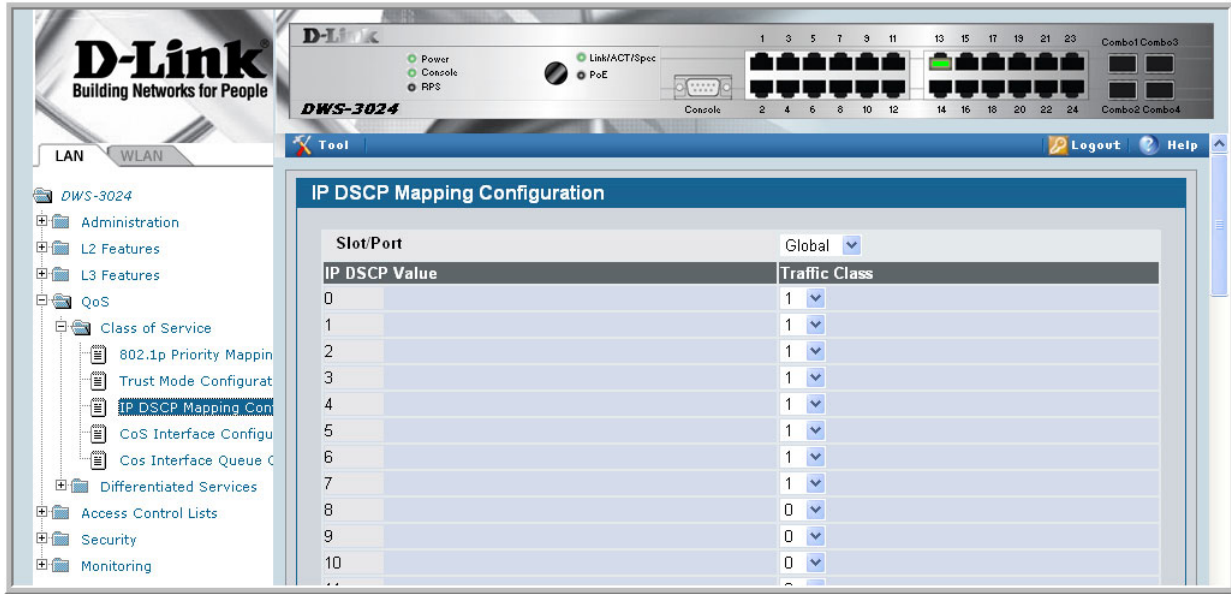 D-Link
Building Networks for People
D-Link
Power
Console
RPS
Link/ACT/Spec
PoE
DWS-3024
Console
1 3 5 7 9 11 13 15 17 19 21 23
Combo1 Combo3
2 4 6 8 10 12 14 16 18 20 22 24
Combo2 Combo4
LAN
WLAN
Tool
Logout
Help
DWS-3024
Administration
L2 Features
L3 Features
QoS
Class of Service
802.1p Priority Mappin
Trust Mode Configurat
IP DSCP Mapping Con
CoS Interface Configu
Cos Interface Queue C
Differentiated Services
Access Control Lists
Security
Monitoring
IP DSCP Mapping Configuration
Slot/Port Global
IP DSCP Value Traffic Class
0 1
1 1
2 1
3 1
4 1
5 1
6 1
7 1
8 0
9 0
10 0